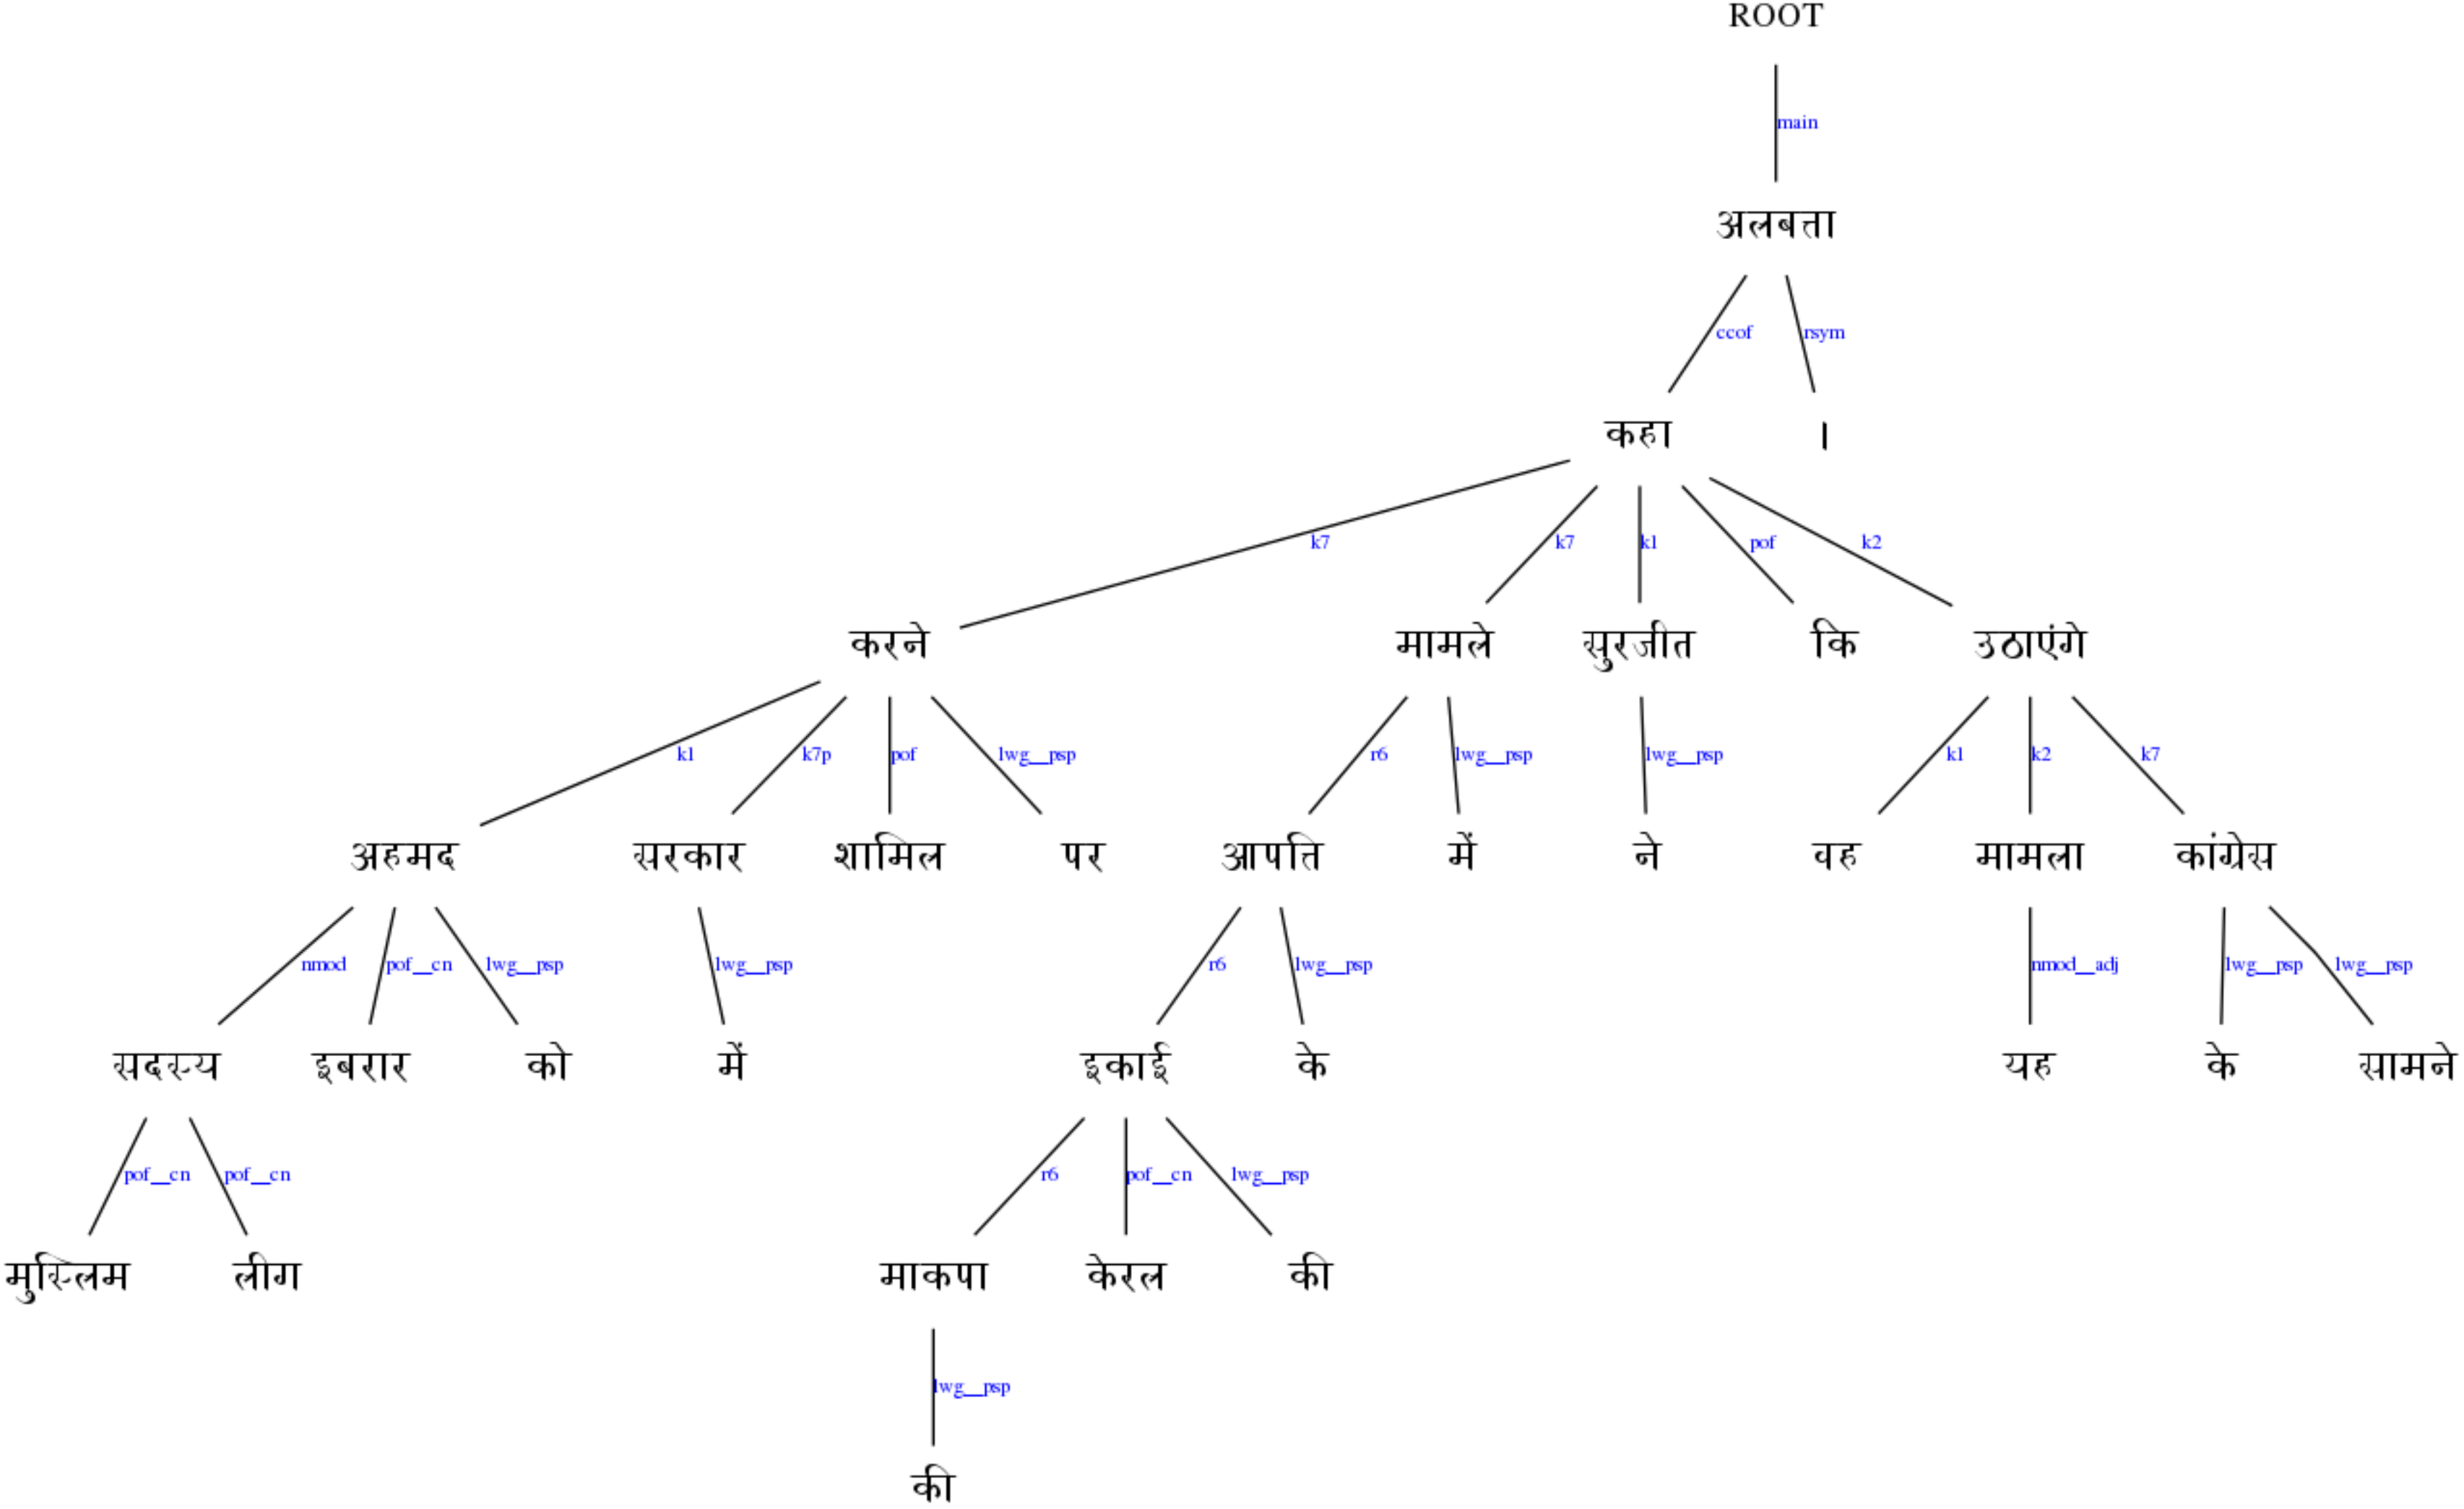 ROOT
main
अलबत्ता
ccof rsym
कहा ।
k7 k7 k1 pof k2
करने मामले सुरजीत कि उठाएंगे
k1 k7p pof lwg__psp r6 lwg__psp lwg__psp k1 k2 k7
अहमद सरकार शामिल पर आपत्ति में ने वह मामला कांग्रेस
nmod pof__cn lwg__psp lwg__psp r6 lwg__psp nmod__adj lwg__psp lwg__psp
सदस्य इबरार को में इकाई के यह के सामने
pof__cn pof__cn r6 pof__cn lwg__psp
मुस्लिम लीग माकपा केरल की
lwg__psp
की